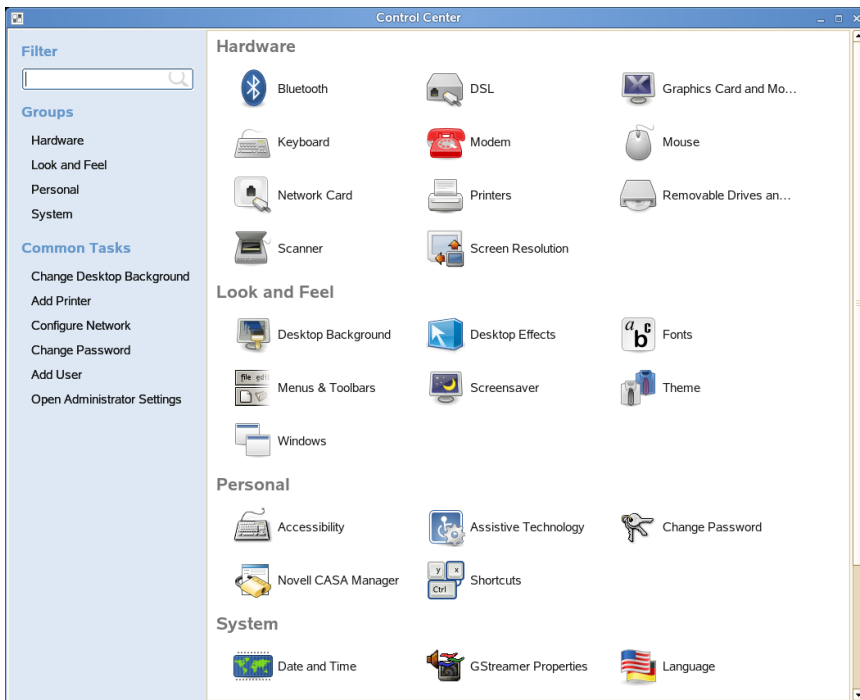 Control Center
Filter
Groups
Hardware
Look and Feel
Personal
System
Common Tasks
Change Desktop Background
Add Printer
Configure Network
Change Password
Add User
Open Administrator Settings
Hardware
Bluetooth
DSL
Graphics Card and Mo...
Keyboard
Modem
Mouse
Network Card
Printers
Removable Drives an...
Scanner
Screen Resolution
Look and Feel
Desktop Background
Desktop Effects
a b c
Fonts
file edi
Menus & Toolbars
Screensaver
Theme
Windows
Personal
Accessibility
Assistive Technology
Change Password
Novell CASA Manager
y x
Ctrl
Shortcuts
System
Date and Time
GStreamer Properties
Language